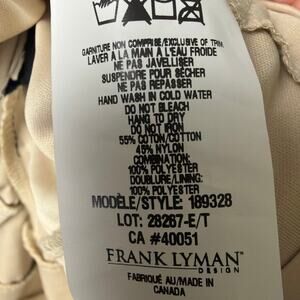 GARNITURE NON COMPRISE/EXCLUSIVE OF TRIM
LAVER A LA MAIN A L'EAU FROIDE
NE PAS JAVELLISER
SUSPENDRE POUR SÉCHER
NE PAS REPASSER
HAND WASH IN COLD WATER
DO NOT BLEACH
HANG TO DRY
DO NOT IRON
55% COTON/COTTON
45% NYLON
COMBINATION:
100% POLYESTER
DOUBLURE/LINING:
100% POLYESTER
MODÈLE/STYLE: 189328
LOT: 28267-E/T
CA #40051
FRANK LYMAN
DESIGN
FABRIQUÉ AU/MADE IN
CANADA